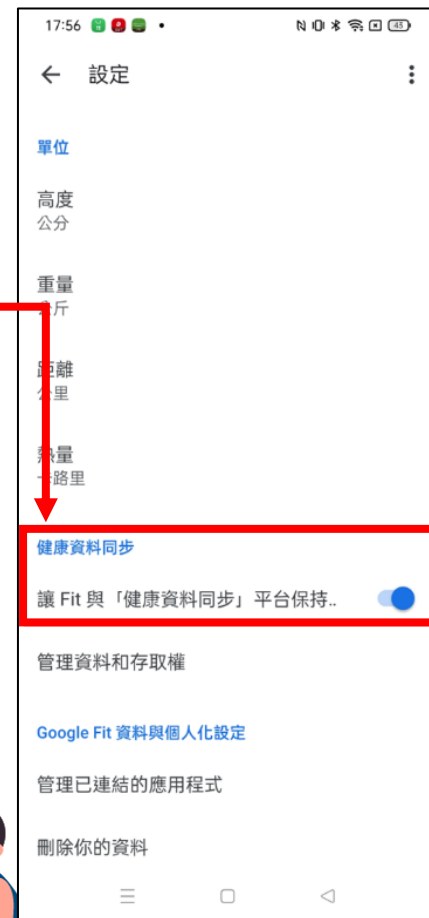 17:56
45
設定
單位
高度
公分
重量
公斤
距離
公里
熱量
卡路里
健康資料同步
讓 Fit 與「健康資料同步」平台保持..
管理資料和存取權
Google Fit 資料與個人化設定
管理已連結的應用程式
刪除你的資料